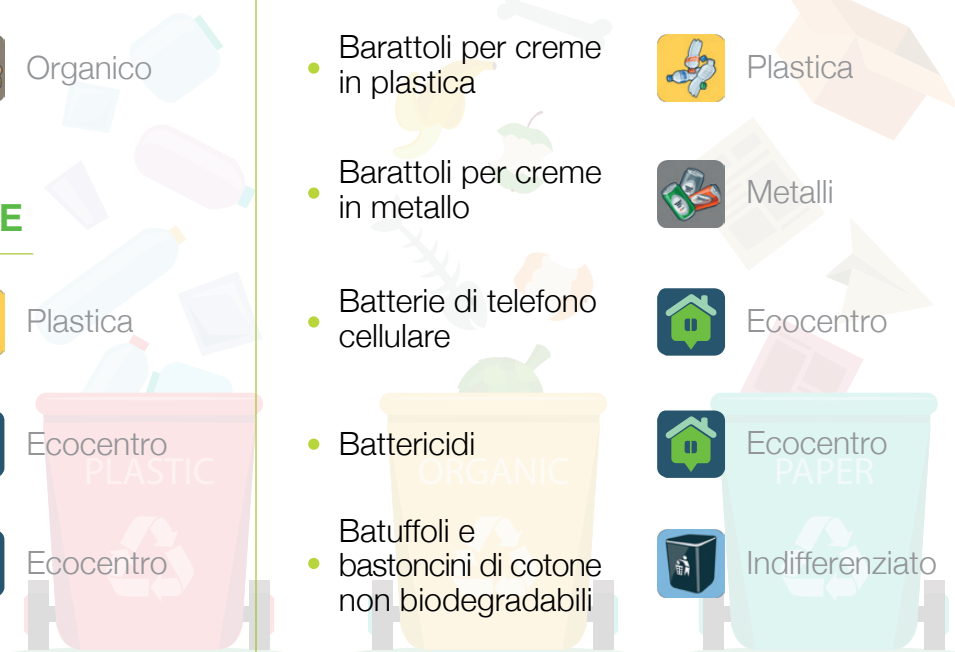 Organico
E
Plastica
Ecocentro
Ecocentro
Barattoli per creme
in plastica
Plastica
Barattoli per creme
in metallo
Metalli
Batterie di telefono
cellulare
Ecocentro
Battericidi
Ecocentro
Batuffoli e
bastoncini di cotone
non biodegradabili
Indifferenziato
PLASTIC
ORGANIC
PAPER